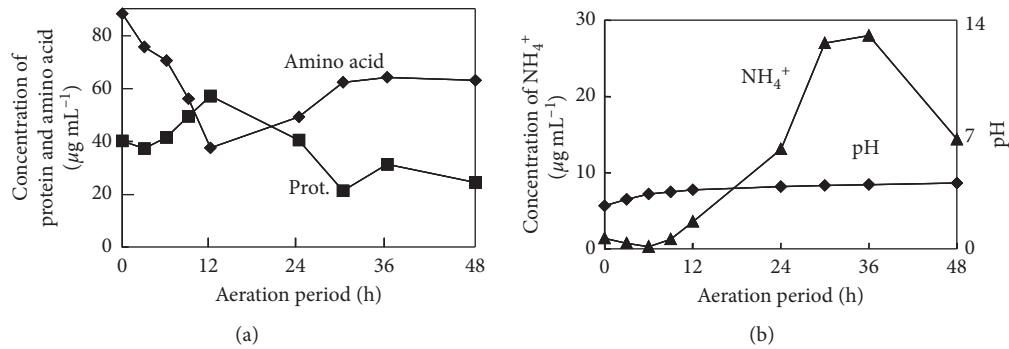 Concentration of
protein and amino acid
(µg mL⁻¹)
80
60
40
20
0
Amino acid
Prot.
0 12 24 36 48
Aeration period (h)
(a)
Concentration of NH₄⁺
(µg mL⁻¹)
30
20
10
0
NH₄⁺
pH
14
7
0
pH
0 12 24 36 48
Aeration period (h)
(b)